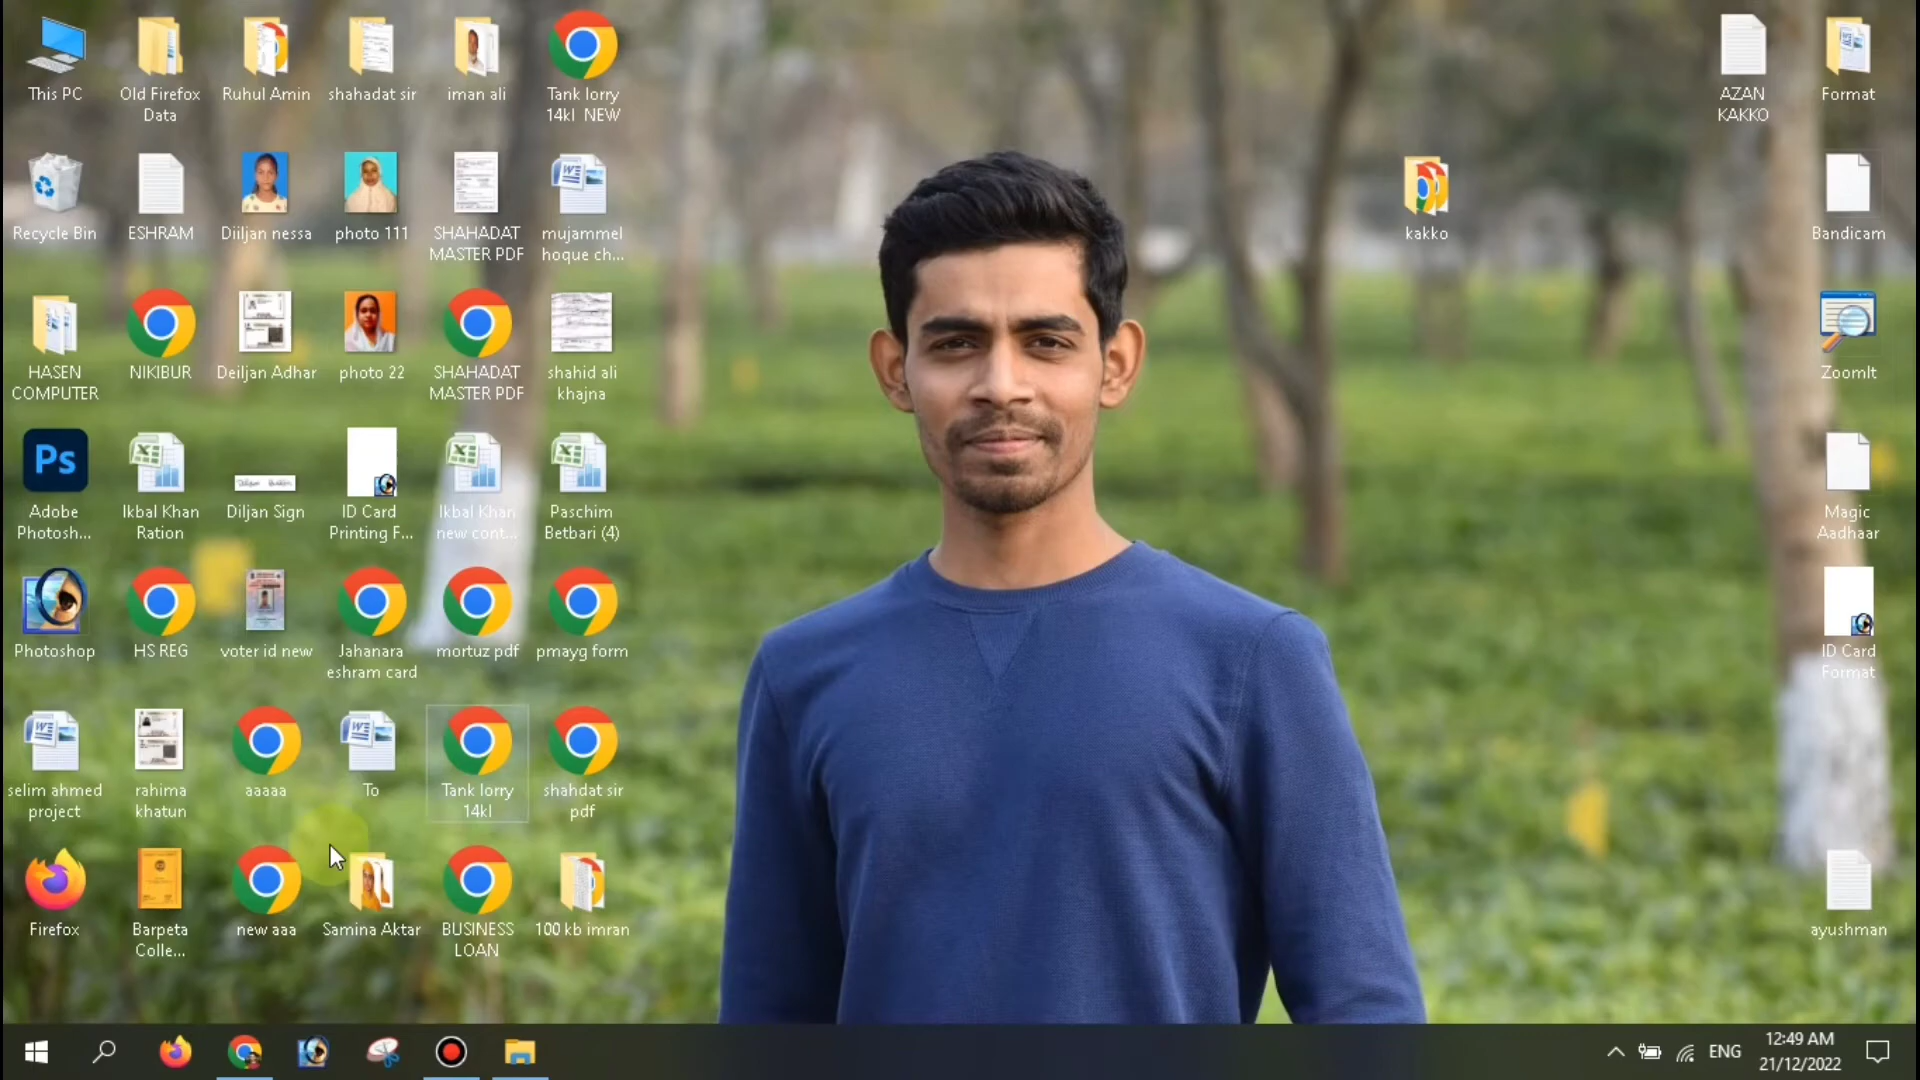 This PC
Old Firefox
Data
Ruhul Amin
shahadat sir
iman ali
Tank lorry
14kl NEW
AZAN
KAKKO
Format
Recycle Bin
ESHRAM
Diiljan nessa
photo 111
SHAHADAT
MASTER PDF
mujammel
hoque ch...
kakko
Bandicam
HASEN
COMPUTER
NIKIBUR
Deiljan Adhar
photo 22
SHAHADAT
MASTER PDF
shahid ali
khajna
ZoomIt
Ps
Adobe
Photosh...
Ikbal Khan
Ration
Diljan Sign
ID Card
Printing F...
Ikbal Khan
new cont...
Paschim
Betbari (4)
Magic
Aadhaar
Photoshop
HS REG
voter id new
Jahanara
eshram card
mortuz pdf
pmayg form
ID Card
Format
selim ahmed
project
rahima
khatun
aaaaa
To
Tank lorry
14kl
shahdat sir
pdf
Firefox
Barpeta
Colle...
new aaa
Samina Aktar
BUSINESS
LOAN
100 kb imran
ayushman
ENG
12:49 AM
21/12/2022